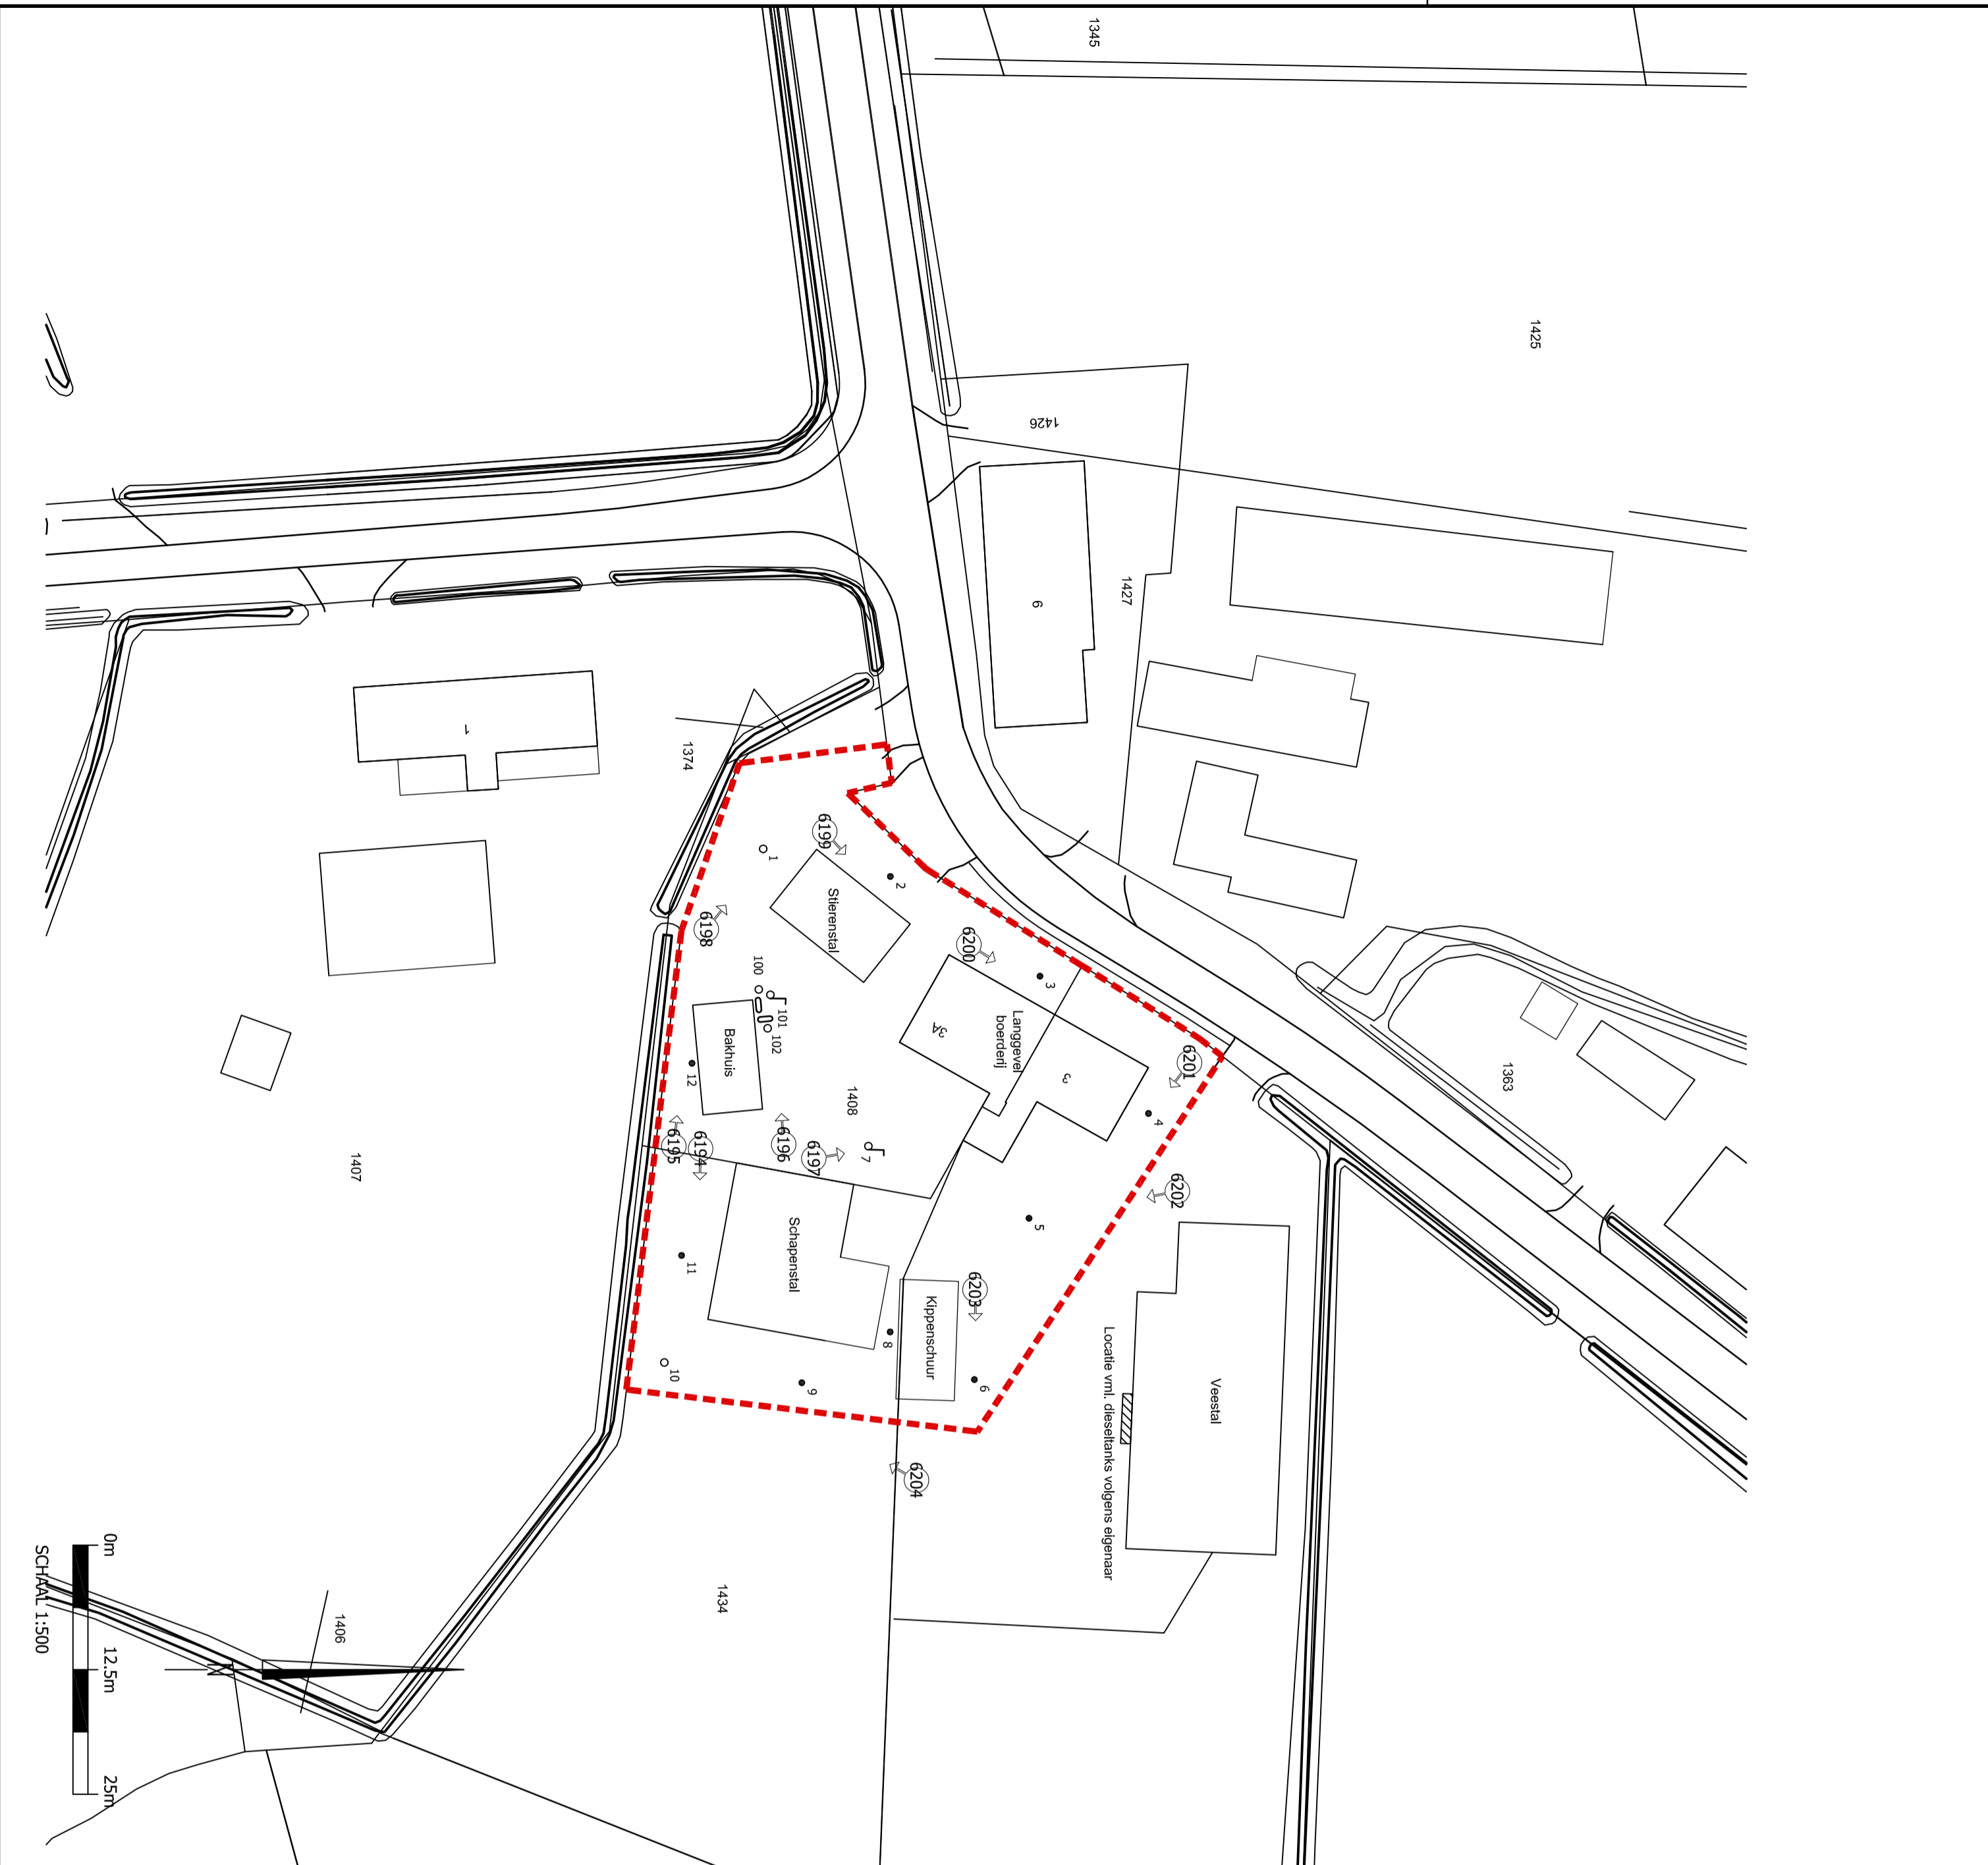 1345
1425
1426
1427
6
1
1374
6199
1
2
Stierenstal
6198
6200
3
100
101
102
Bakhuis
12
3A
Langgevel
boerderij
3
6201
4
1363
1408
7
6195
6194
6196
6197
6202
5
1407
Schapenstal
11
6203
Kippenschuur
8
6
10
9
Veestal
Locatie vml. dieseltanks volgens eigenaar
6204
1434
1406
N
0m
12.5m
25m
SCHAAL 1:500